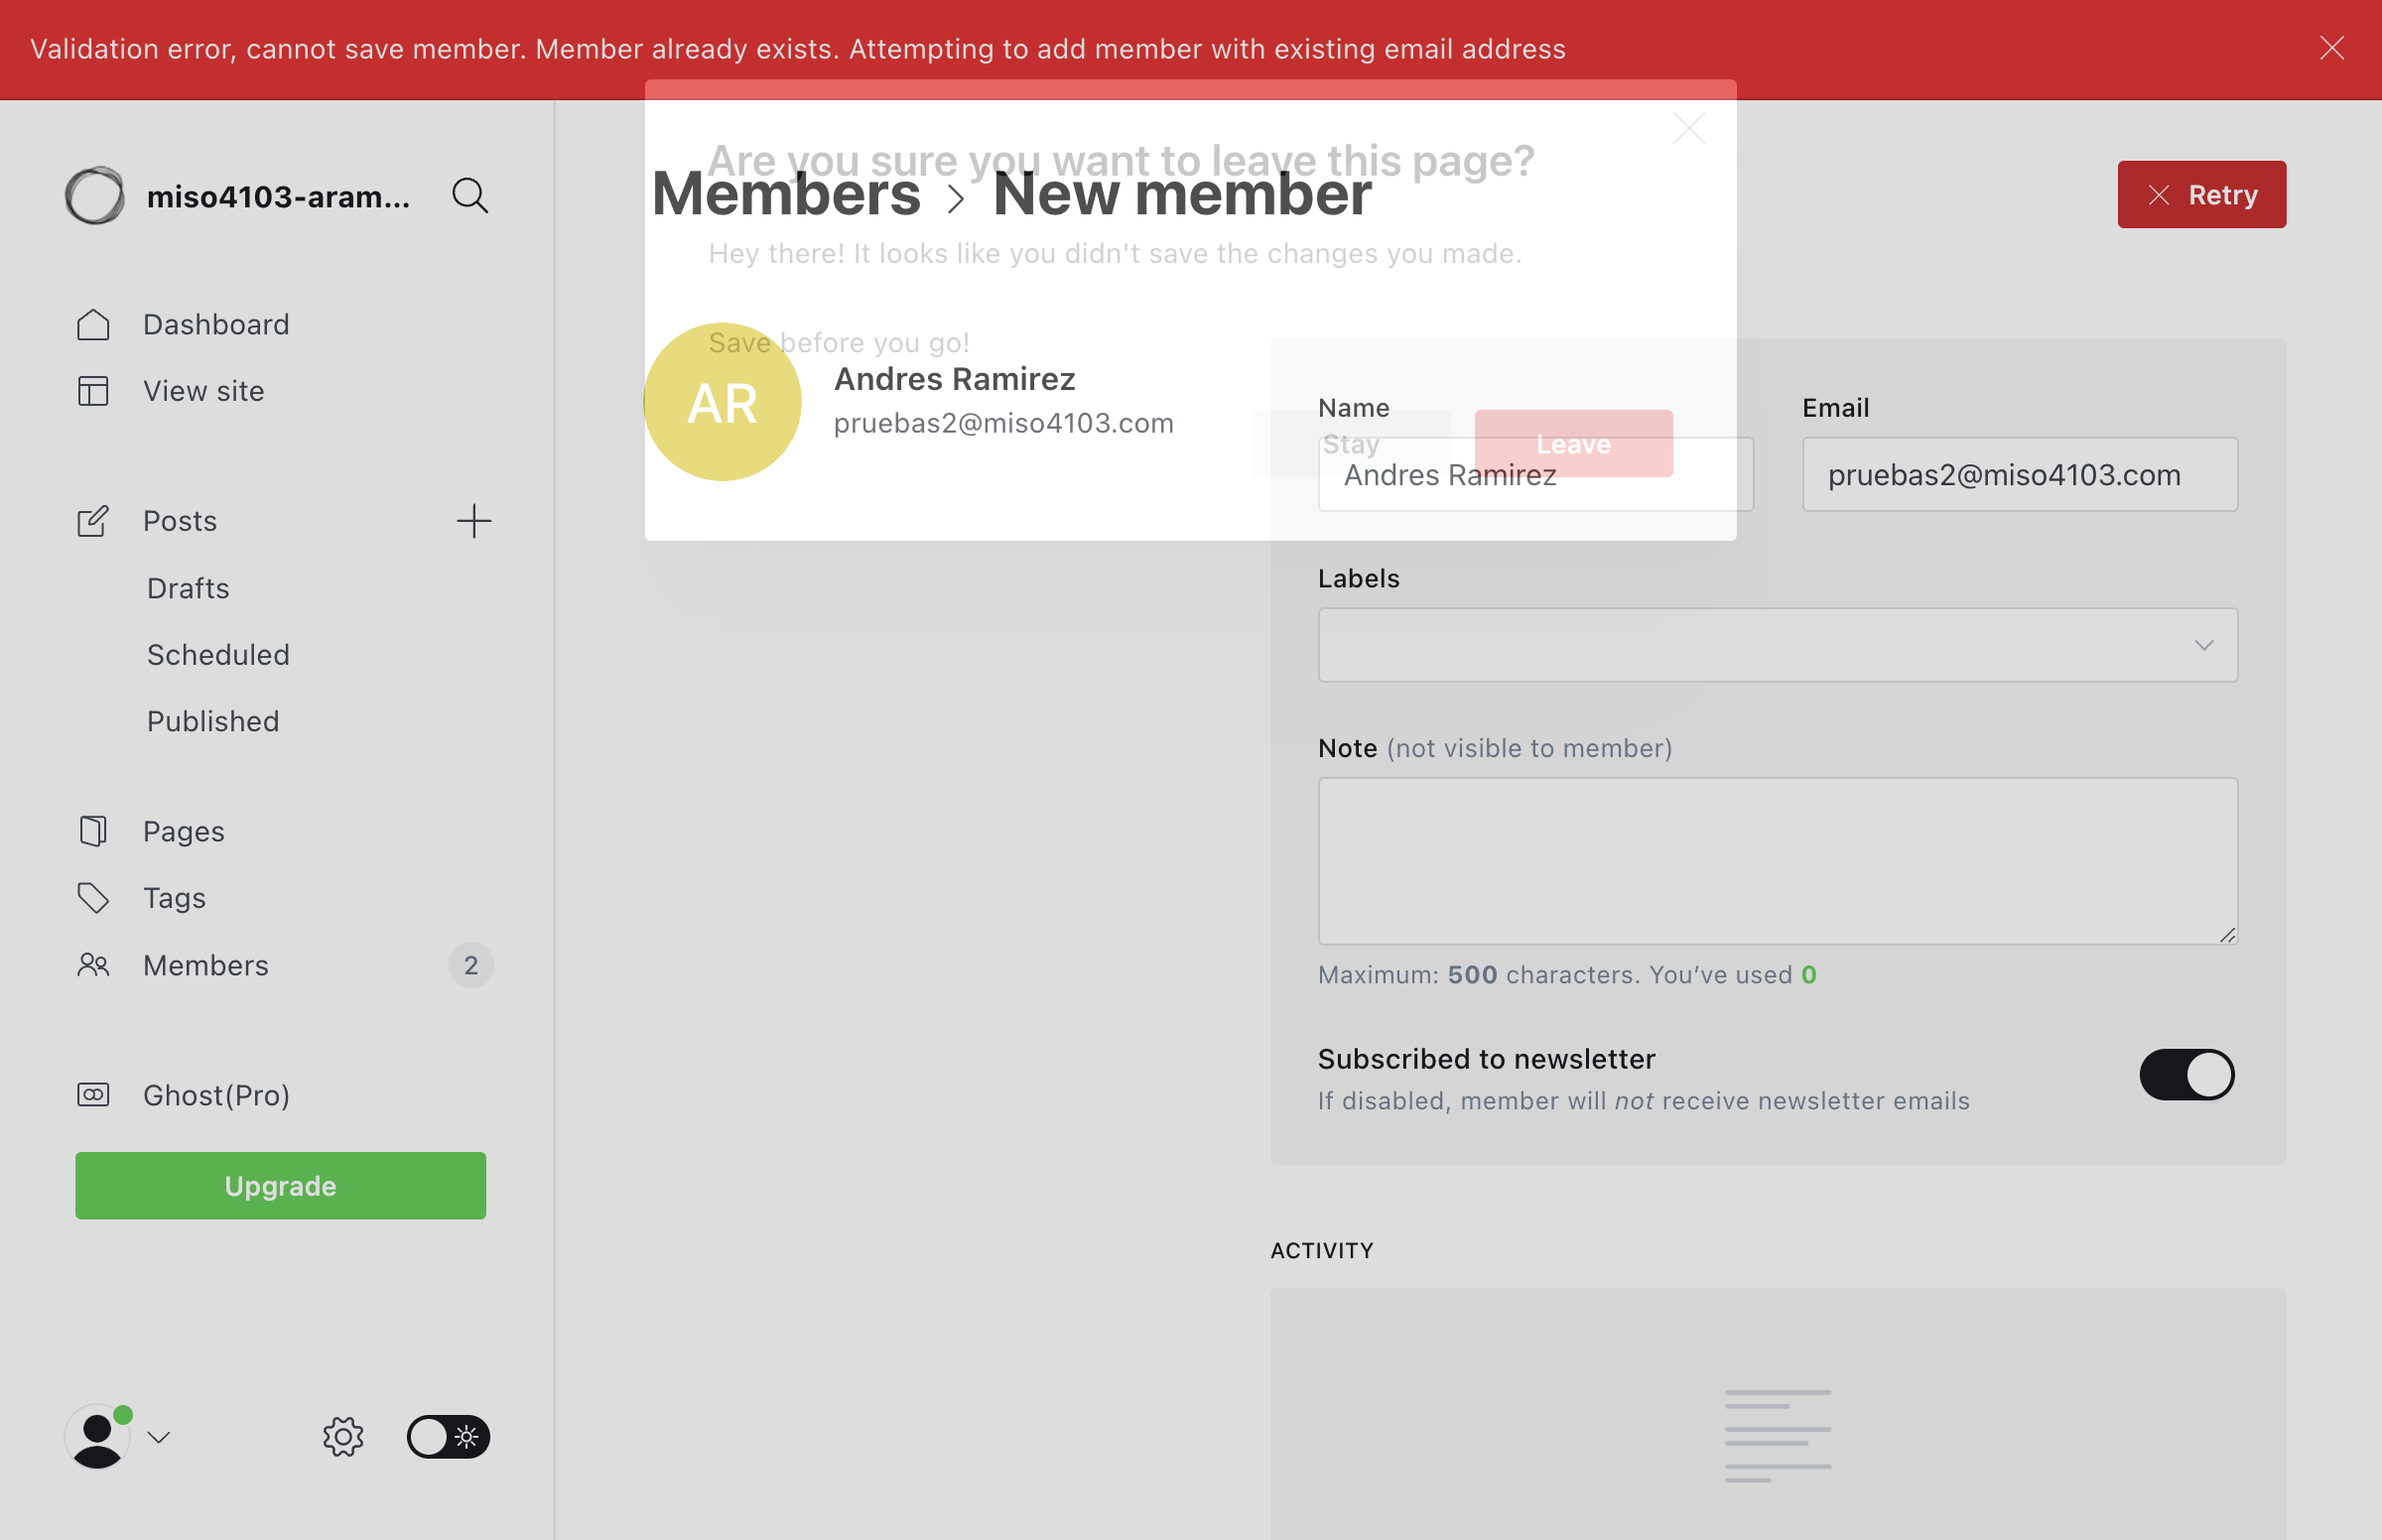 Validation error, cannot save member. Member already exists. Attempting to add member with existing email address
miso4103-aram...
Dashboard
View site
Posts
Drafts
Scheduled
Published
Pages
Tags
Members
2
Ghost(Pro)
Upgrade
Are you sure you want to leave this page?
Members > New member
Retry
Hey there! It looks like you didn't save the changes you made.
Save before you go!
AR
Andres Ramirez
pruebas2@miso4103.com
Stay
Leave
Name
Andres Ramirez
Email
pruebas2@miso4103.com
Labels
Note (not visible to member)
Maximum: 500 characters. You’ve used 0
Subscribed to newsletter
If disabled, member will not receive newsletter emails
ACTIVITY